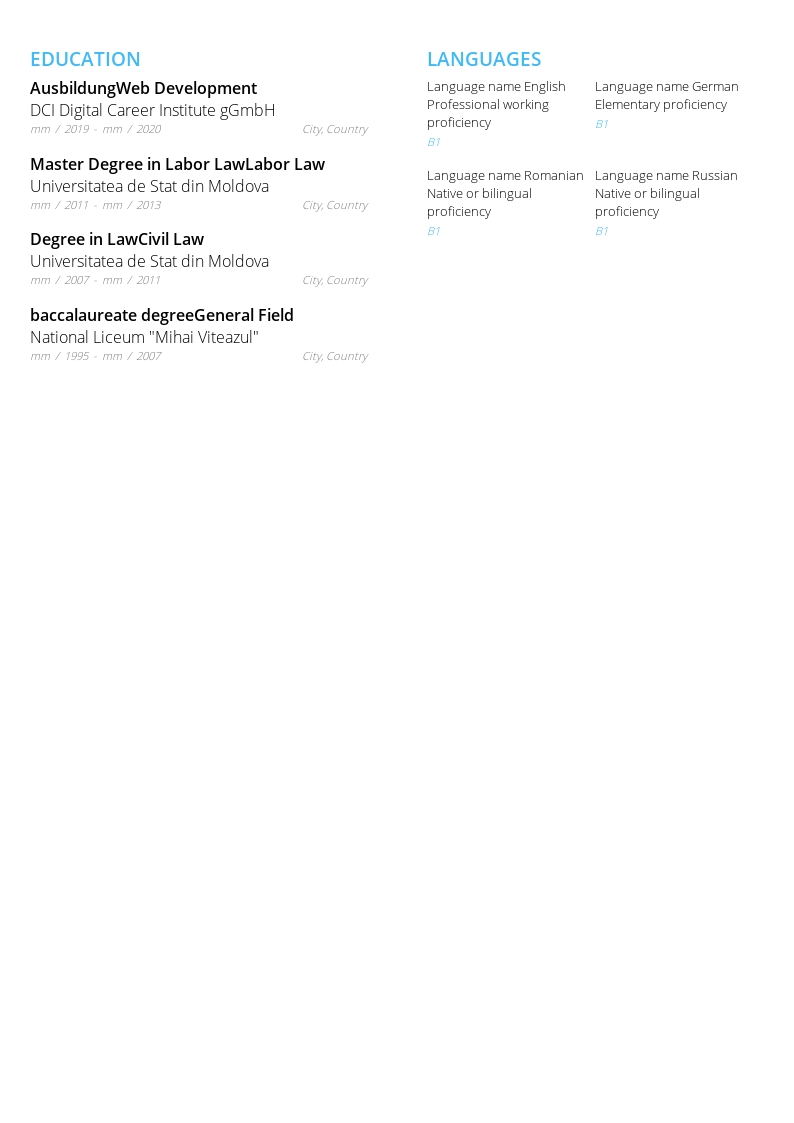 EDUCATION
AusbildungWeb Development
DCI Digital Career Institute gGmbH
mm / 2019 - mm / 2020 City, Country
Master Degree in Labor LawLabor Law
Universitatea de Stat din Moldova
mm / 2011 - mm / 2013 City, Country
Degree in LawCivil Law
Universitatea de Stat din Moldova
mm / 2007 - mm / 2011 City, Country
baccalaureate degreeGeneral Field
National Liceum "Mihai Viteazul"
mm / 1995 - mm / 2007 City, Country
LANGUAGES
Language name English
Professional working
proficiency
B1
Language name German
Elementary proficiency
B1
Language name Romanian
Native or bilingual
proficiency
B1
Language name Russian
Native or bilingual
proficiency
B1